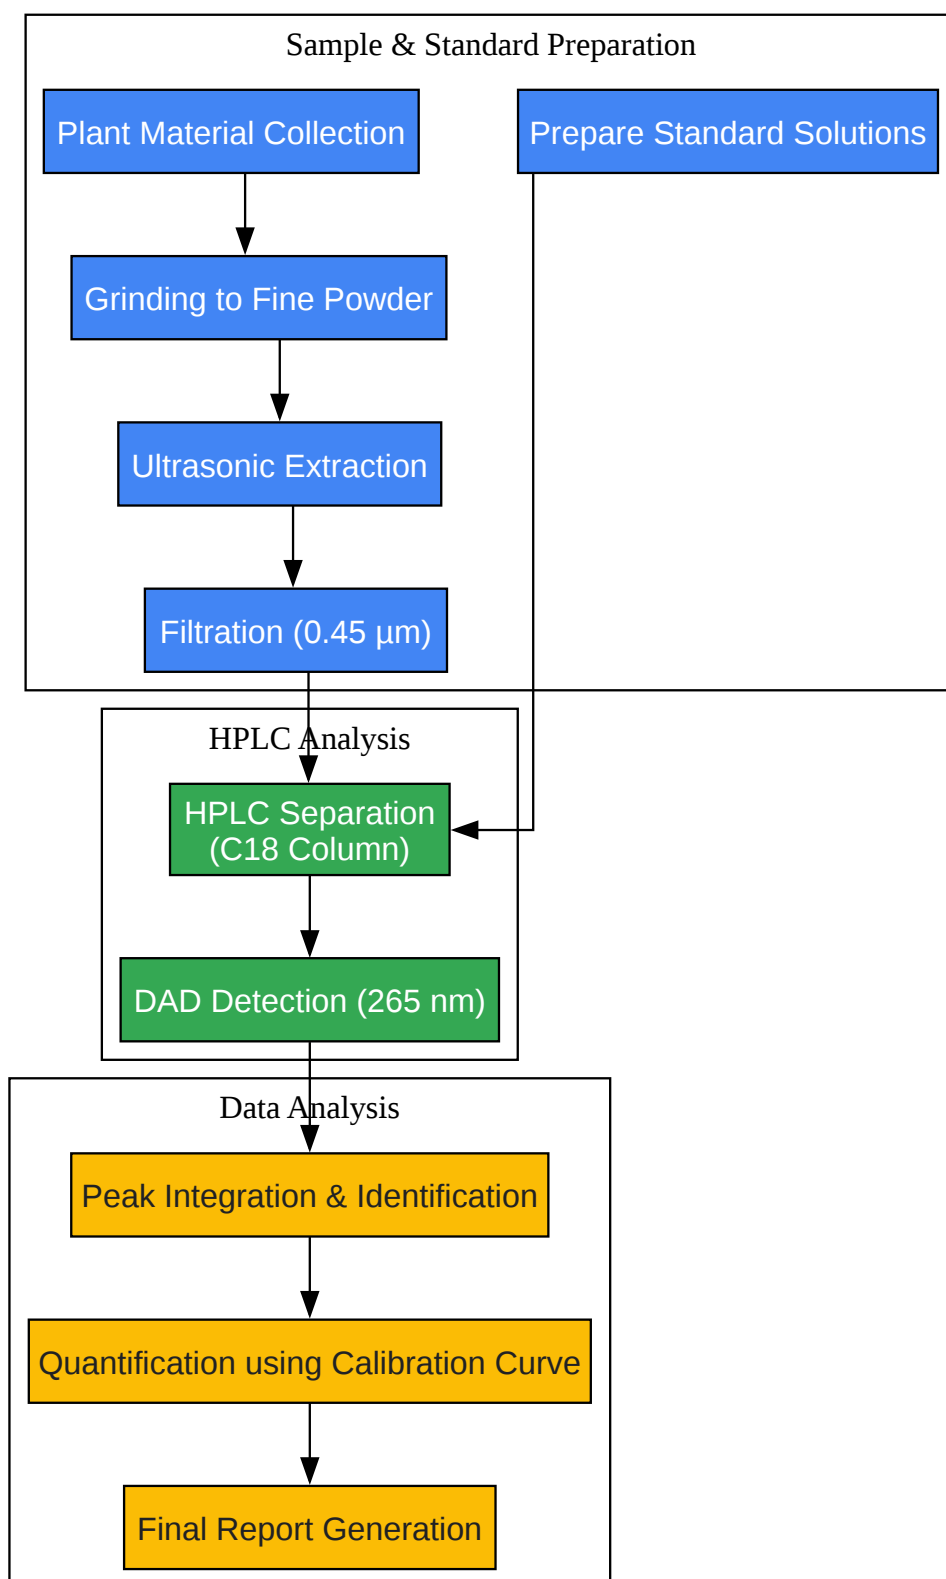 Sample & Standard Preparation
Plant Material Collection
Prepare Standard Solutions
Grinding to Fine Powder
Ultrasonic Extraction
Filtration (0.45 µm)
HPLC Analysis
HPLC Separation
(C18 Column)
DAD Detection (265 nm)
Data Analysis
Peak Integration & Identification
Quantification using Calibration Curve
Final Report Generation